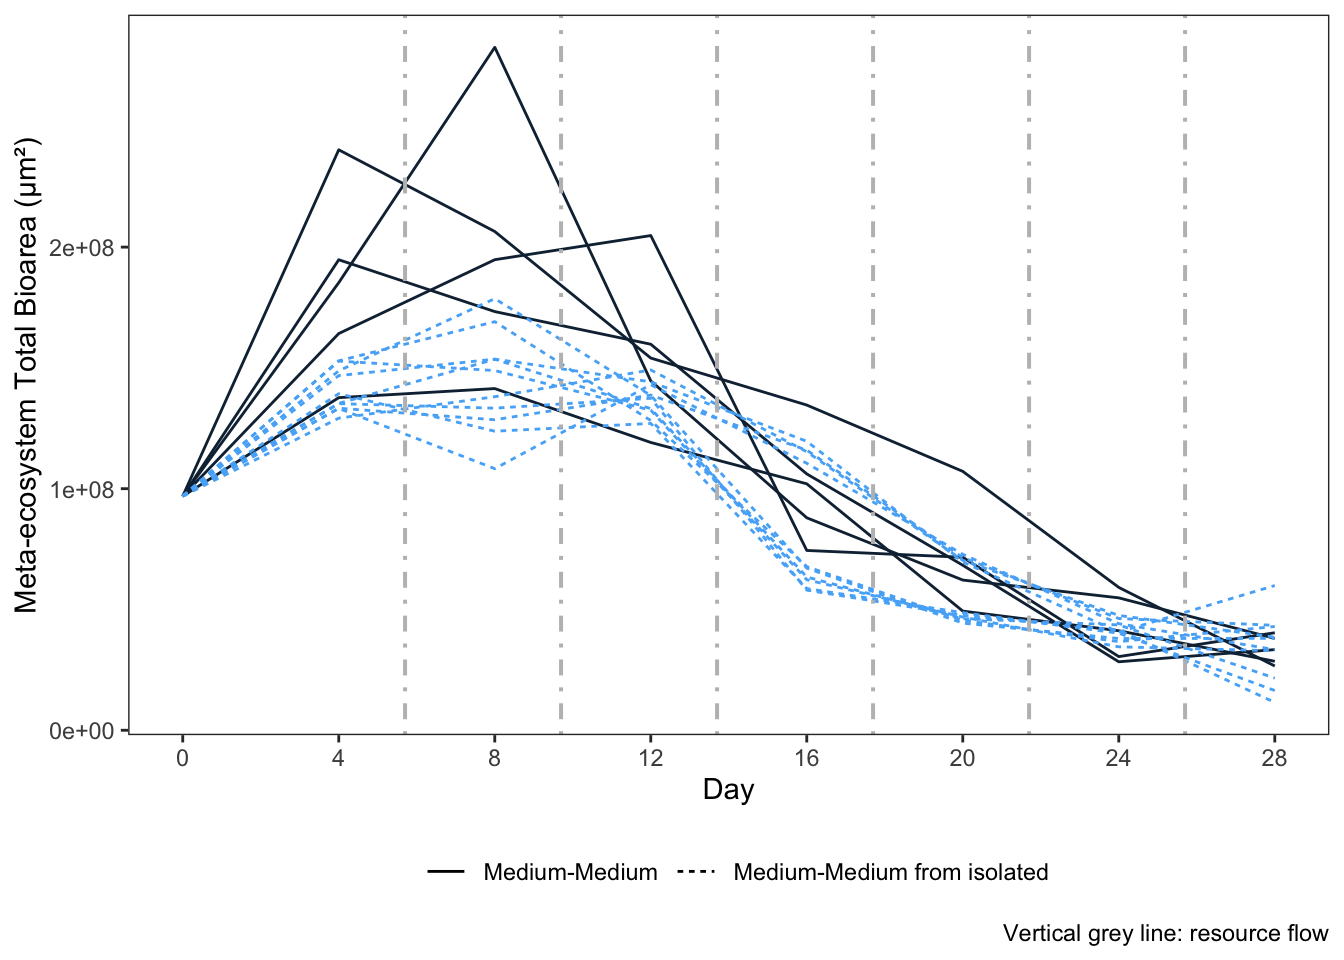 Meta-ecosystem Total Bioarea (μm²)
2e+08
1e+08
0e+00
0 4 8 12 16 20 24 28
Day
Medium-Medium Medium-Medium from isolated
Vertical grey line: resource flow